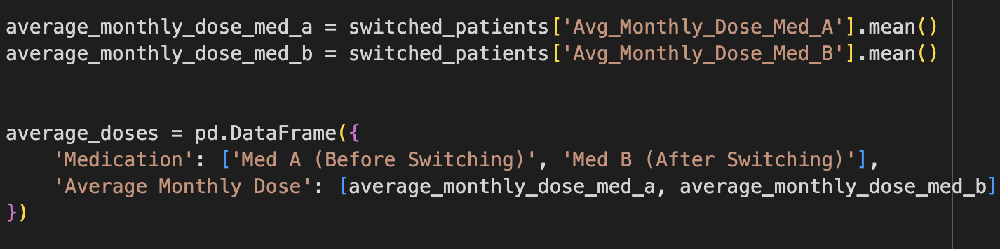 average_monthly_dose_med_a = switched_patients['Avg_Monthly_Dose_Med_A'].mean()
average_monthly_dose_med_b = switched_patients['Avg_Monthly_Dose_Med_B'].mean()
average_doses = pd.DataFrame({
    'Medication': ['Med A (Before Switching)', 'Med B (After Switching)'],
    'Average Monthly Dose': [average_monthly_dose_med_a, average_monthly_dose_med_b]
})